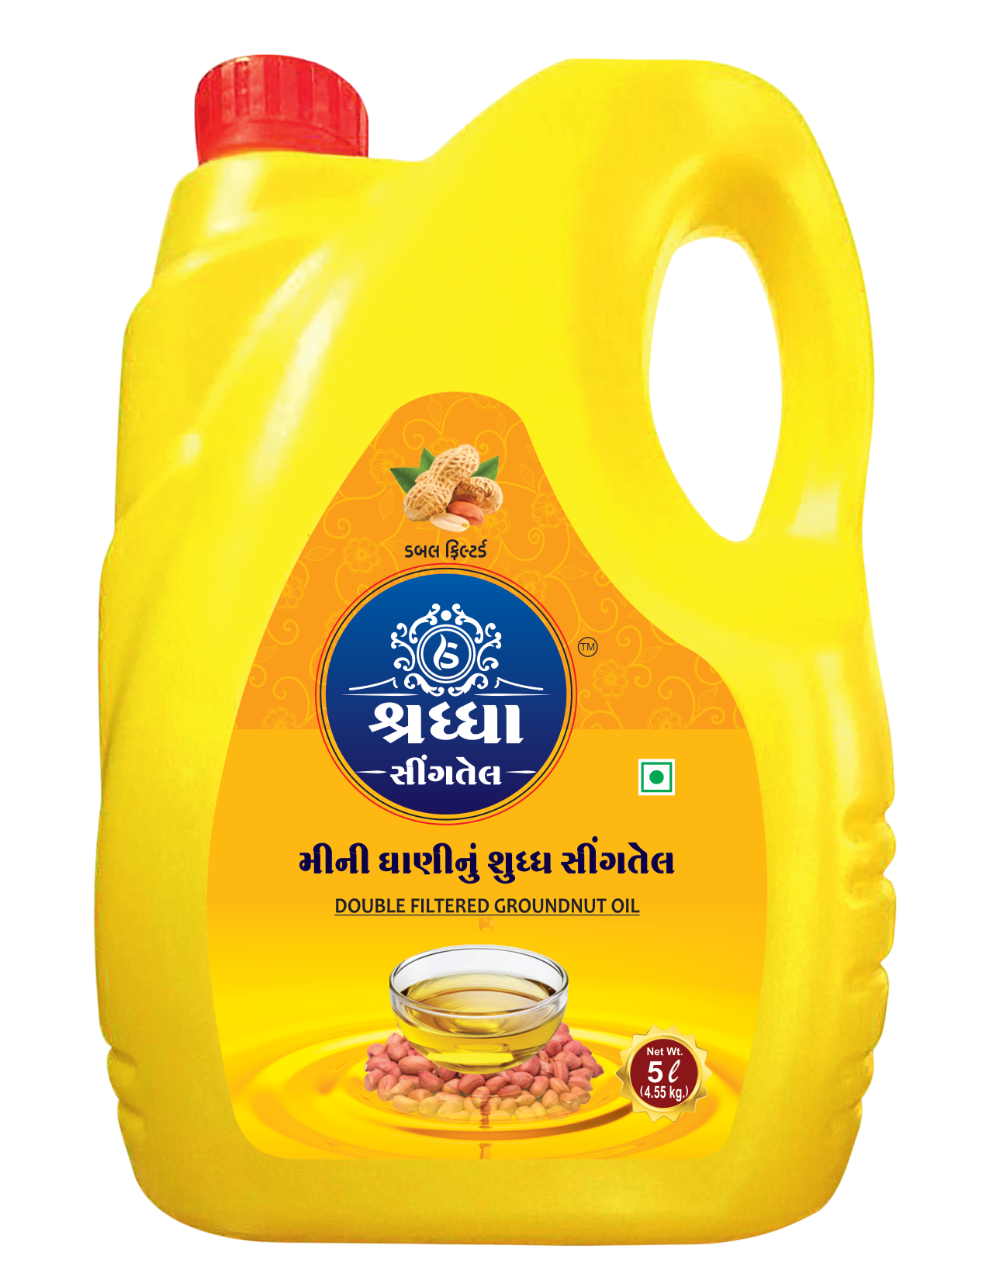 ડબલ ફિલ્ટર્ડ
TM
શ્રધ્ધા
સીંગતેલ
મીની ઘાણીનું શુધ્ધ સીંગતેલ
DOUBLE FILTERED GROUNDNUT OIL
Net Wt.
5 ℓ
(4.55 kg.)